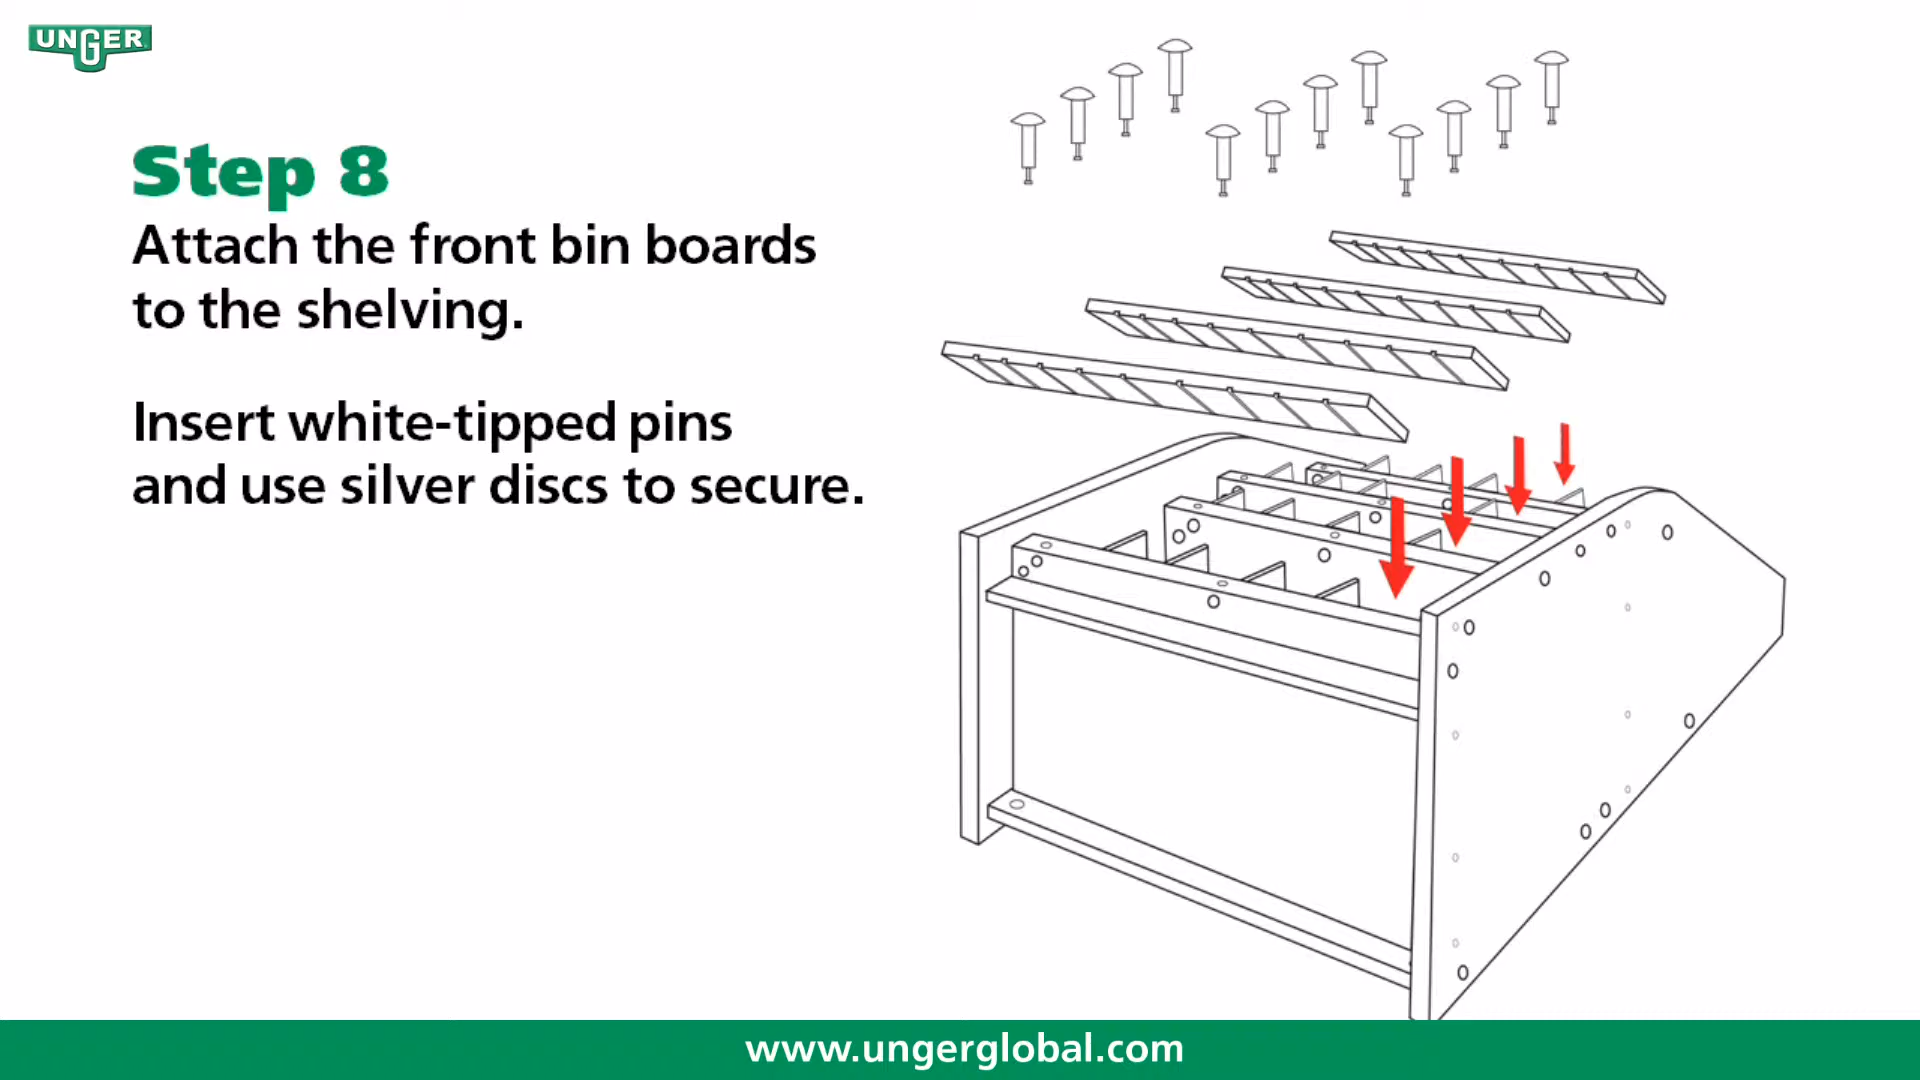 UNGER
Step 8
Attach the front bin boards
to the shelving.
Insert white-tipped pins
and use silver discs to secure.
www.ungerglobal.com